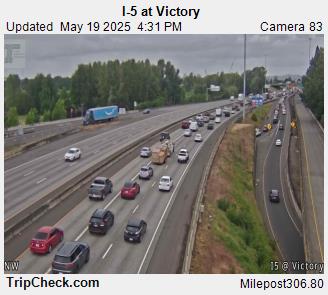 I-5 at Victory
Updated May 19 2025 4:31 PM Camera 83
NW I5 @ Victory
TripCheck.com Milepost306.80